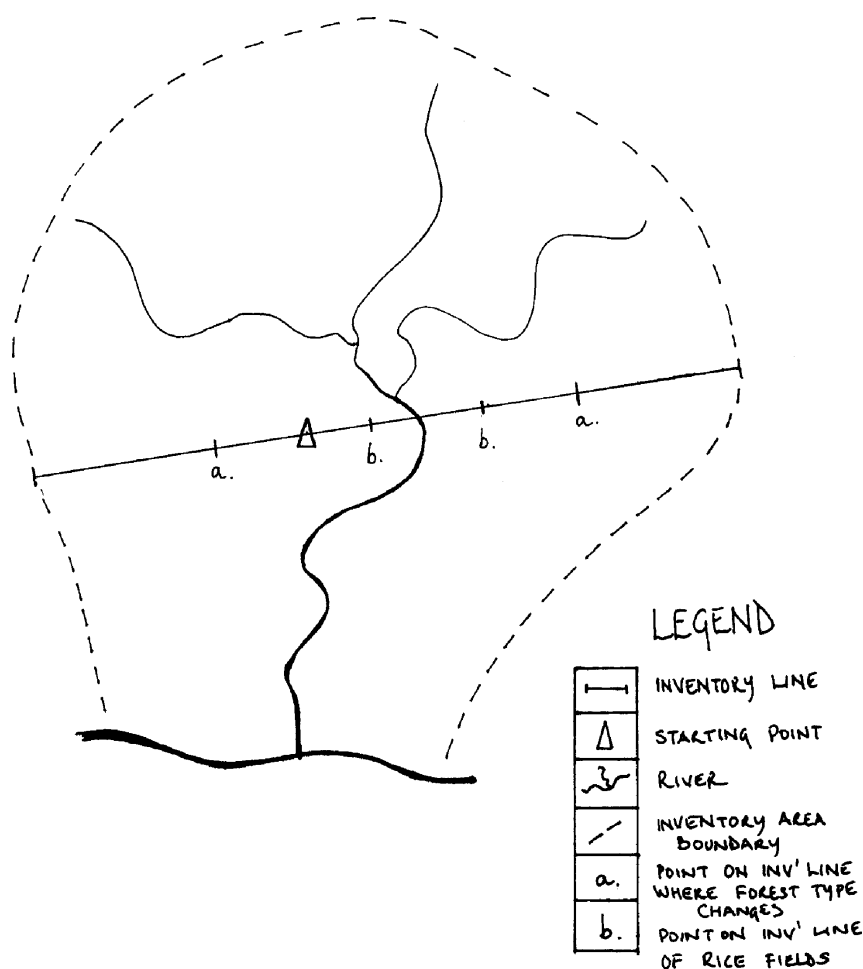 a.
b.
b.
a.
LEGEND
INVENTORY LINE
STARTING POINT
RIVER
INVENTORY AREA
BOUNDARY
a.
POINT ON INV' LINE
WHERE FOREST TYPE
CHANGES
b.
POINT ON INV' LINE
OF RICE FIELDS